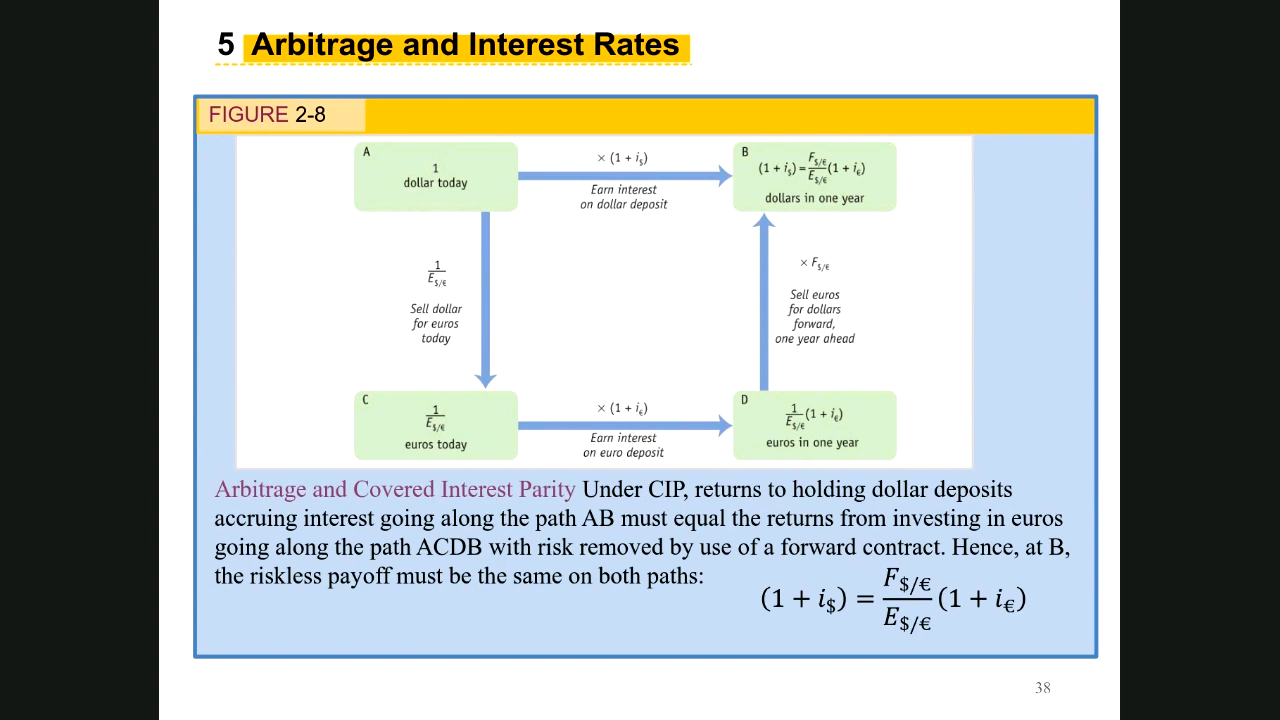 5 Arbitrage and Interest Rates
FIGURE 2-8
A
1
dollar today
× (1 + i$)
Earn interest
on dollar deposit
B
(1 + i$) = F$/€ / E$/€ (1 + i€)
dollars in one year
1 / E$/€
Sell dollar
for euros
today
× F$/€
Sell euros
for dollars
forward,
one year ahead
C
1 / E$/€
euros today
× (1 + i€)
Earn interest
on euro deposit
D
1 / E$/€ (1 + i€)
euros in one year
Arbitrage and Covered Interest Parity Under CIP, returns to holding dollar deposits
accruing interest going along the path AB must equal the returns from investing in euros
going along the path ACDB with risk removed by use of a forward contract. Hence, at B,
the riskless payoff must be the same on both paths:
(1 + i$) = F$/€ / E$/€ (1 + i€)
38